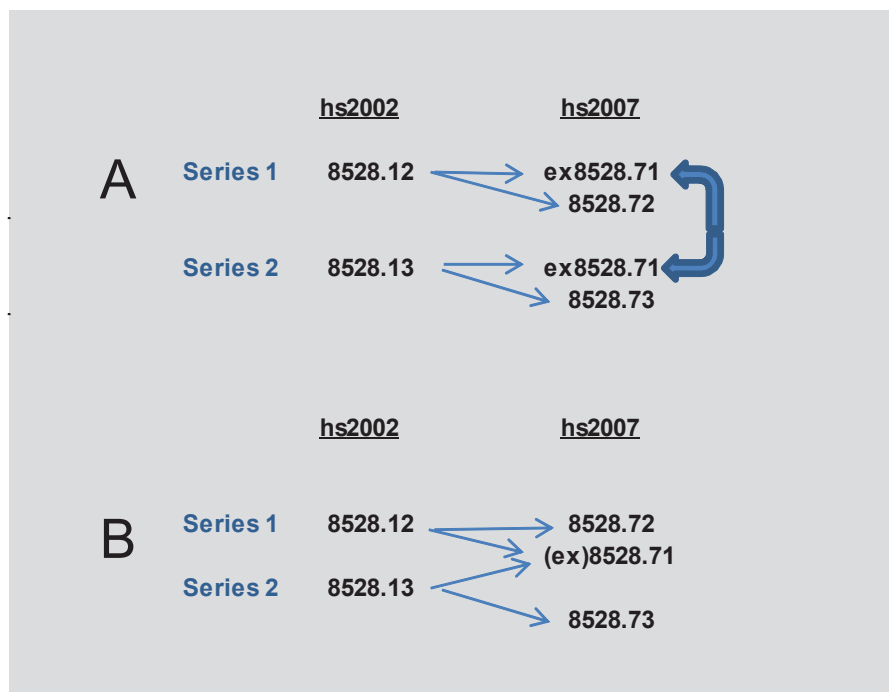 hs2002 hs2007
A Series 1 8528.12 ex8528.71
8528.72
Series 2 8528.13 ex8528.71
8528.73
hs2002 hs2007
B Series 1 8528.12 8528.72
(ex)8528.71
Series 2 8528.13
8528.73